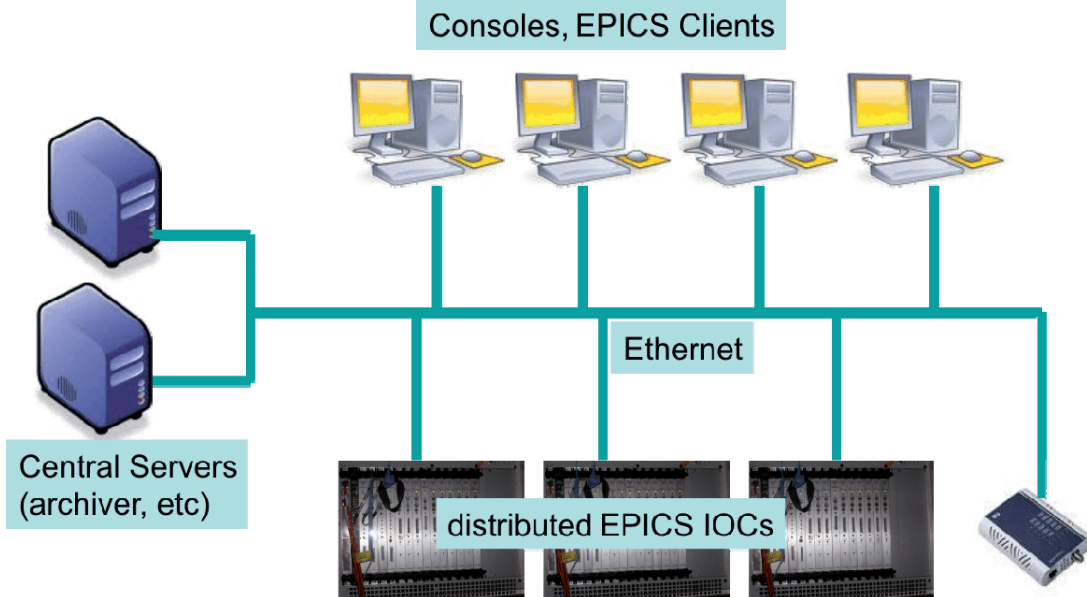 Consoles, EPICS Clients
Ethernet
Central Servers
(archiver, etc)
distributed EPICS IOCs